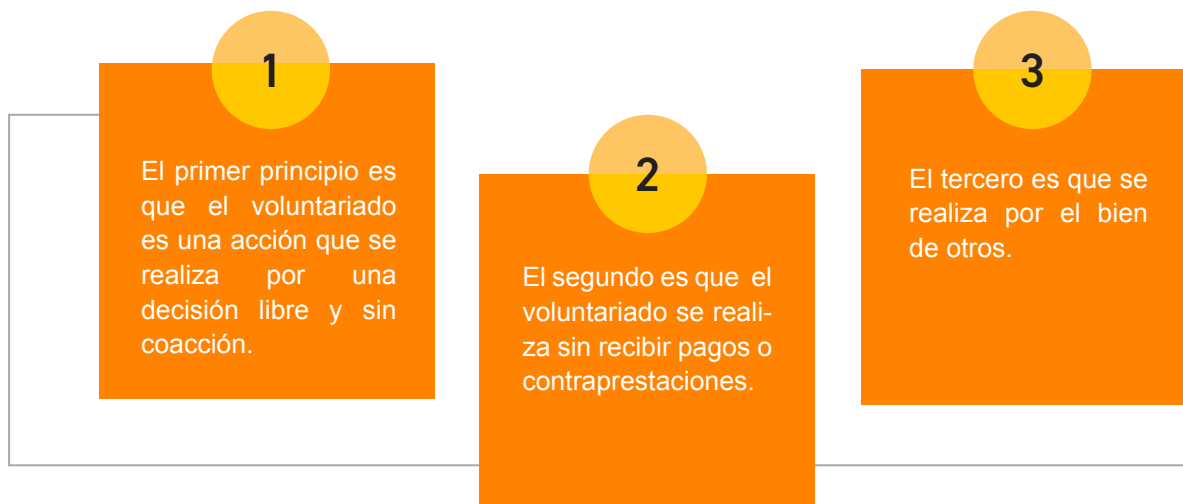 1
El primer principio es
que el voluntariado
es una acción que se
realiza por una
decisión libre y sin
coacción.
2
El segundo es que el
voluntariado se reali-
za sin recibir pagos o
contraprestaciones.
3
El tercero es que se
realiza por el bien
de otros.